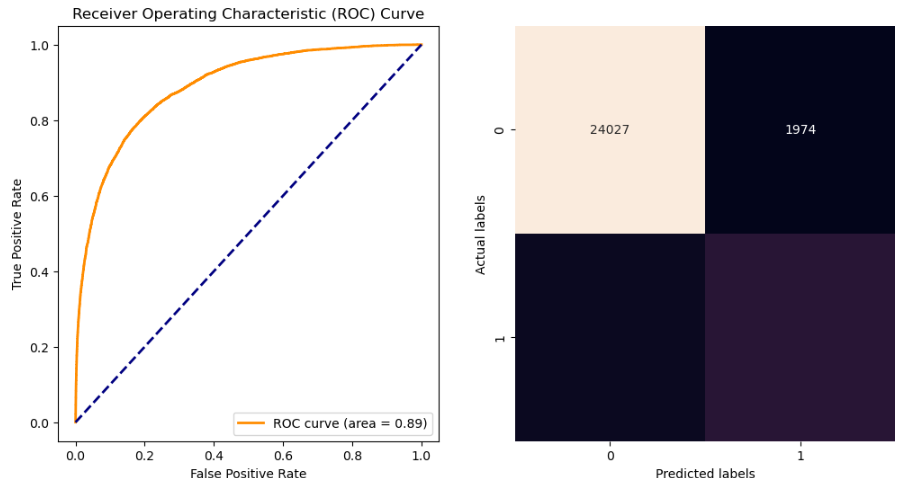 Receiver Operating Characteristic (ROC) Curve
True Positive Rate
1.0
0.8
0.6
0.4
0.2
0.0
ROC curve (area = 0.89)
0.0 0.2 0.4 0.6 0.8 1.0
False Positive Rate
Actual labels
0
24027 1974
1
0 1
Predicted labels